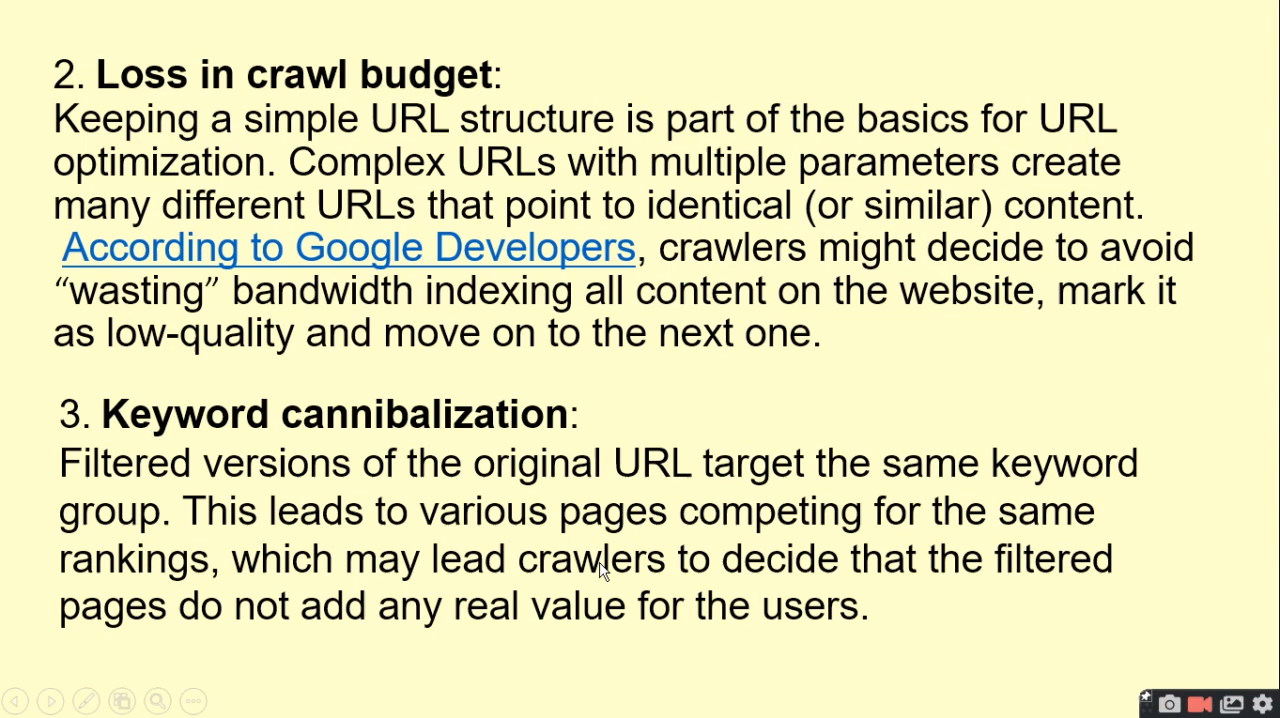 2. Loss in crawl budget:
Keeping a simple URL structure is part of the basics for URL
optimization. Complex URLs with multiple parameters create
many different URLs that point to identical (or similar) content.
According to Google Developers, crawlers might decide to avoid
“wasting” bandwidth indexing all content on the website, mark it
as low-quality and move on to the next one.
3. Keyword cannibalization:
Filtered versions of the original URL target the same keyword
group. This leads to various pages competing for the same
rankings, which may lead crawlers to decide that the filtered
pages do not add any real value for the users.